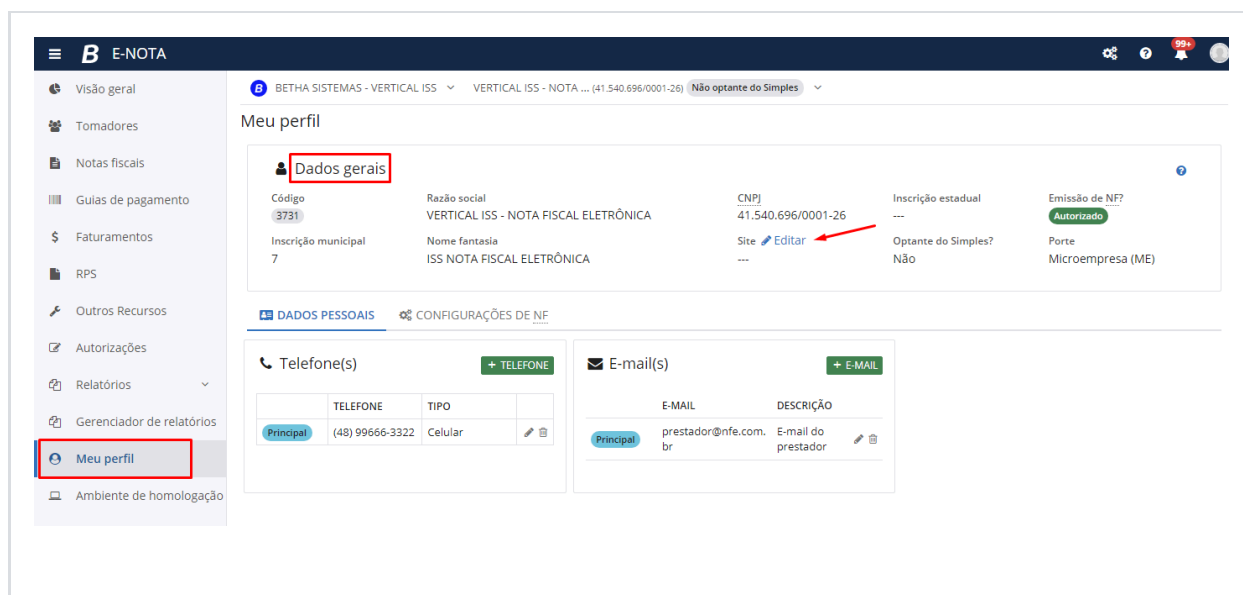 B E-NOTA
99+
Visão geral
Tomadores
Notas fiscais
Guias de pagamento
$ Faturamentos
RPS
Outros Recursos
Autorizações
Relatórios
Gerenciador de relatórios
Meu perfil
Ambiente de homologação
B BETHA SISTEMAS - VERTICAL ISS VERTICAL ISS - NOTA ... (41.540.696/0001-26) Não optante do Simples
Meu perfil
Dados gerais
Código Razão social CNPJ Inscrição estadual Emissão de NF?
3731 VERTICAL ISS - NOTA FISCAL ELETRÔNICA 41.540.696/0001-26 --- Autorizado
Inscrição municipal Nome fantasia Site Editar Optante do Simples? Porte
7 ISS NOTA FISCAL ELETRÔNICA --- Não Microempresa (ME)
DADOS PESSOAIS CONFIGURAÇÕES DE NF
Telefone(s) + TELEFONE
TELEFONE TIPO
Principal (48) 99666-3322 Celular
E-mail(s) + E-MAIL
E-MAIL DESCRIÇÃO
Principal prestador@nfe.com. E-mail do
br prestador